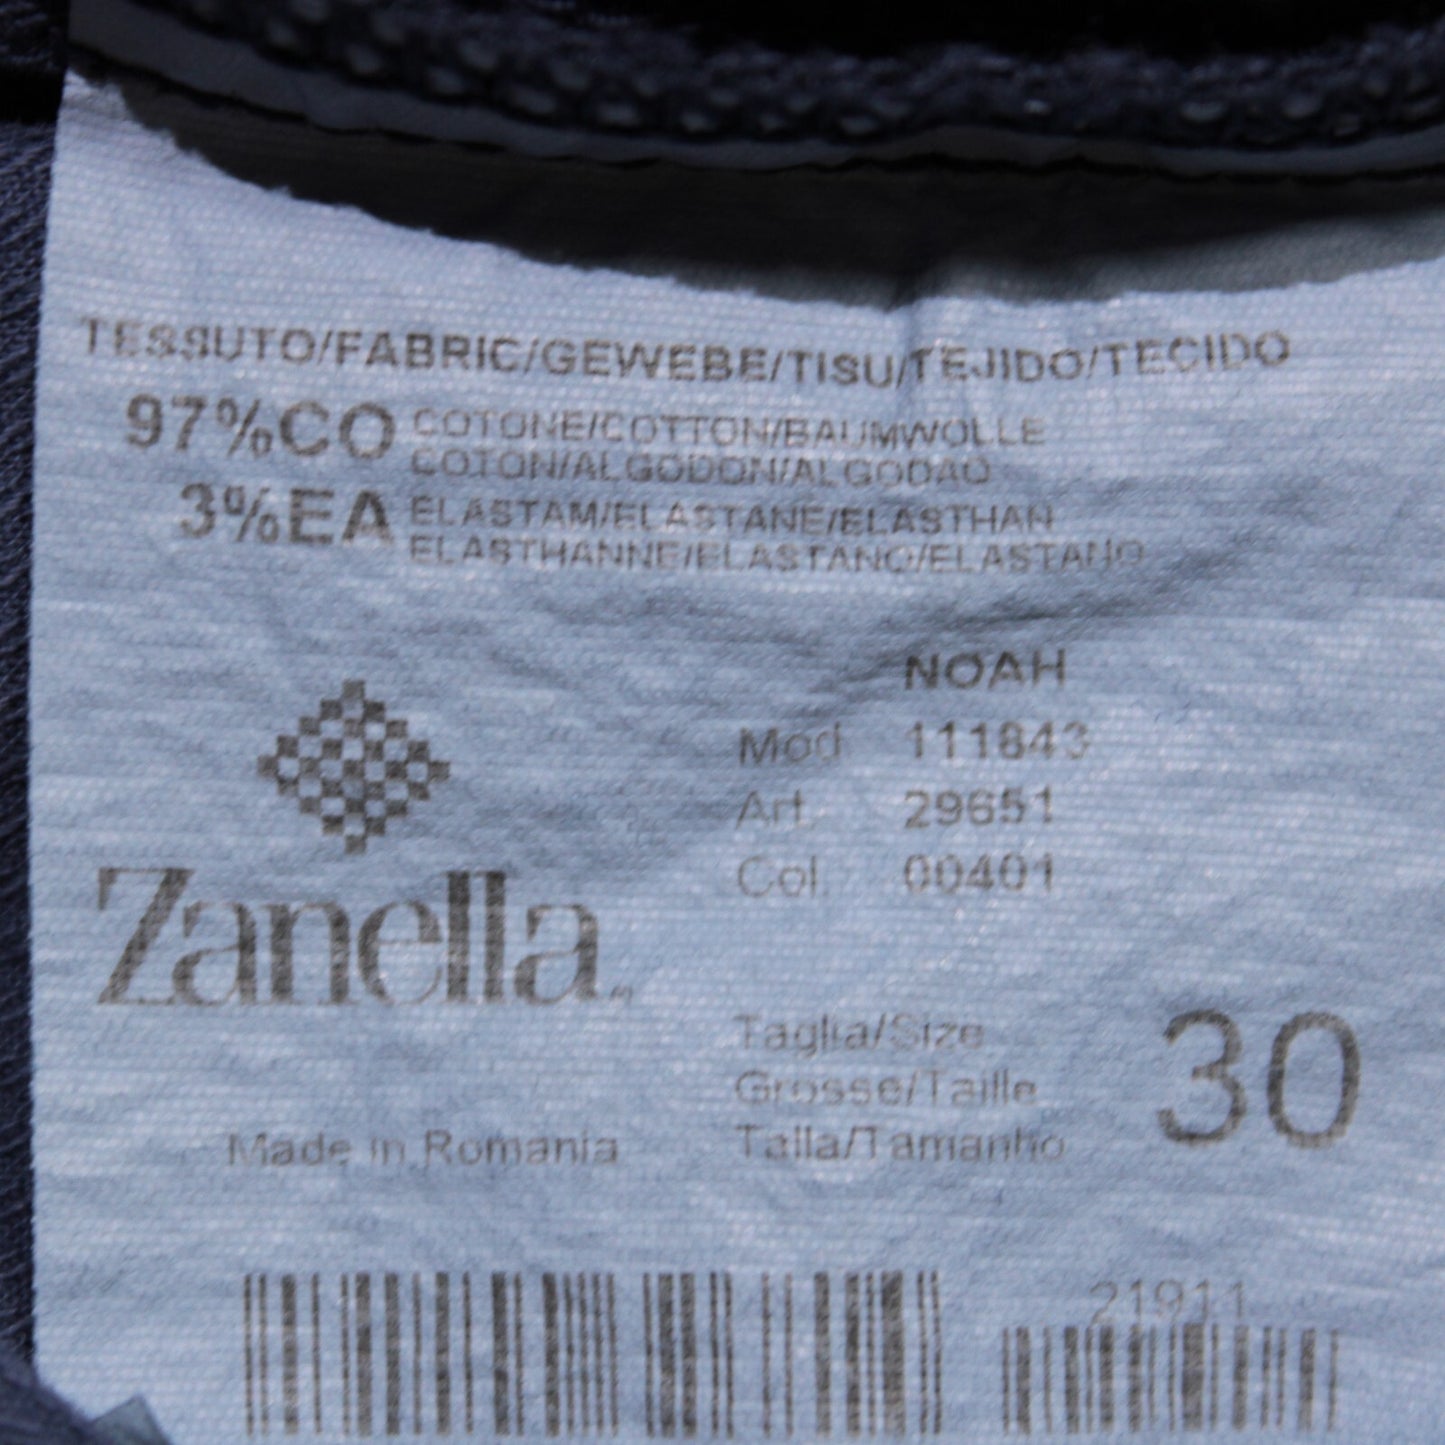 TESSUTO/FABRIC/GEWEBE/TISU/TEJIDO/TECIDO
97%CO COTONE/COTTON/BAUMWOLLE
COTON/ALGODON/ALGODAO
3%EA ELASTAM/ELASTANE/ELASTHAN
ELASTHANNE/ELASTANO/ELASTANO
NOAH
Mod 111843
Art. 29651
Col. 00401
Zanella
Taglia/Size
Grosse/Taille
Talla/Tamanho
30
Made in Romania
21911